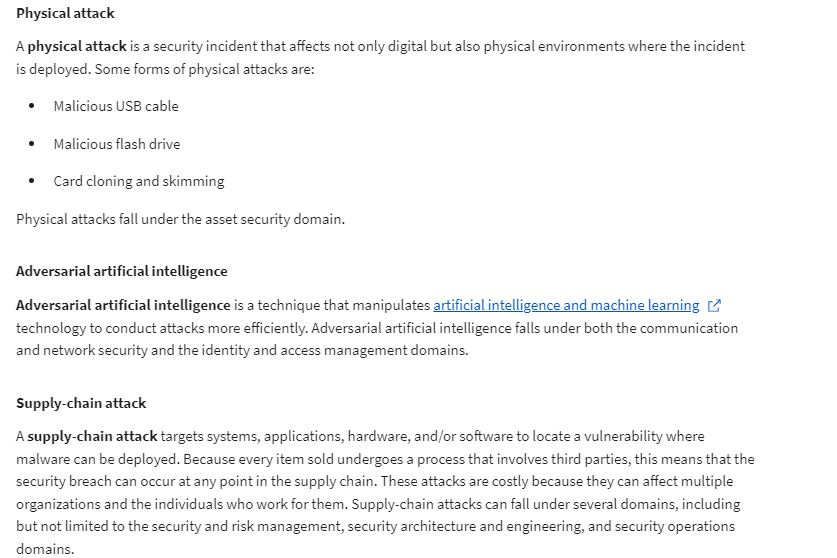 Physical attack
A physical attack is a security incident that affects not only digital but also physical environments where the incident
is deployed. Some forms of physical attacks are:
• Malicious USB cable
• Malicious flash drive
• Card cloning and skimming
Physical attacks fall under the asset security domain.
Adversarial artificial intelligence
Adversarial artificial intelligence is a technique that manipulates artificial intelligence and machine learning
technology to conduct attacks more efficiently. Adversarial artificial intelligence falls under both the communication
and network security and the identity and access management domains.
Supply-chain attack
A supply-chain attack targets systems, applications, hardware, and/or software to locate a vulnerability where
malware can be deployed. Because every item sold undergoes a process that involves third parties, this means that the
security breach can occur at any point in the supply chain. These attacks are costly because they can affect multiple
organizations and the individuals who work for them. Supply-chain attacks can fall under several domains, including
but not limited to the security and risk management, security architecture and engineering, and security operations
domains.